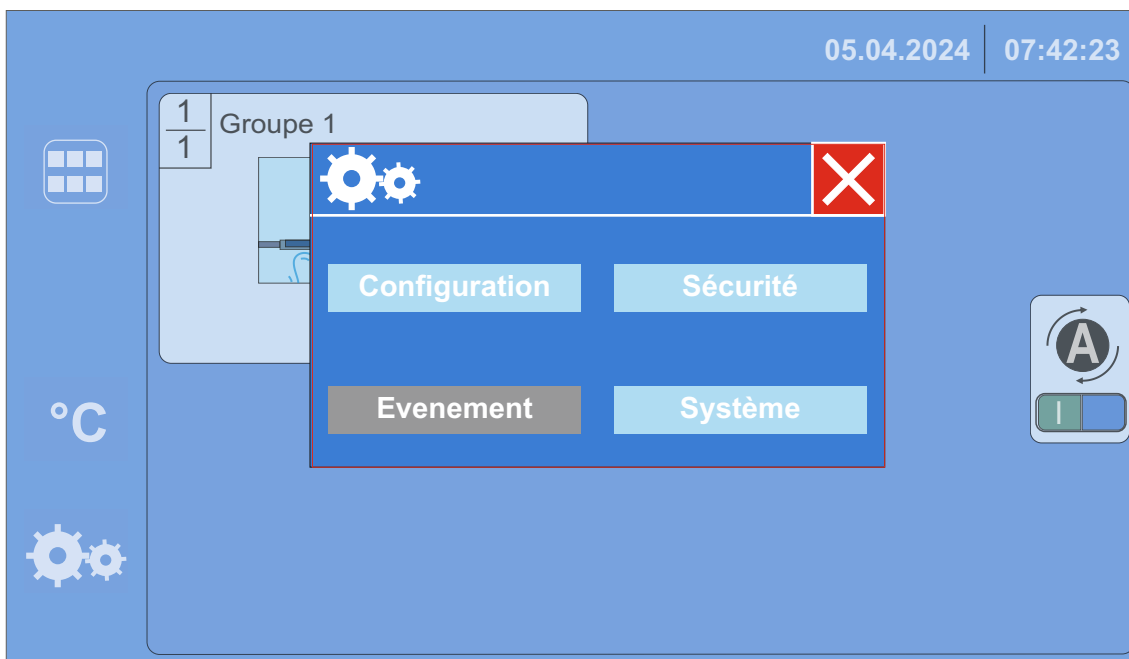 05.04.2024 07:42:23
1
1
Groupe 1
Configuration Sécurité
A
I
Evenement Système
°C